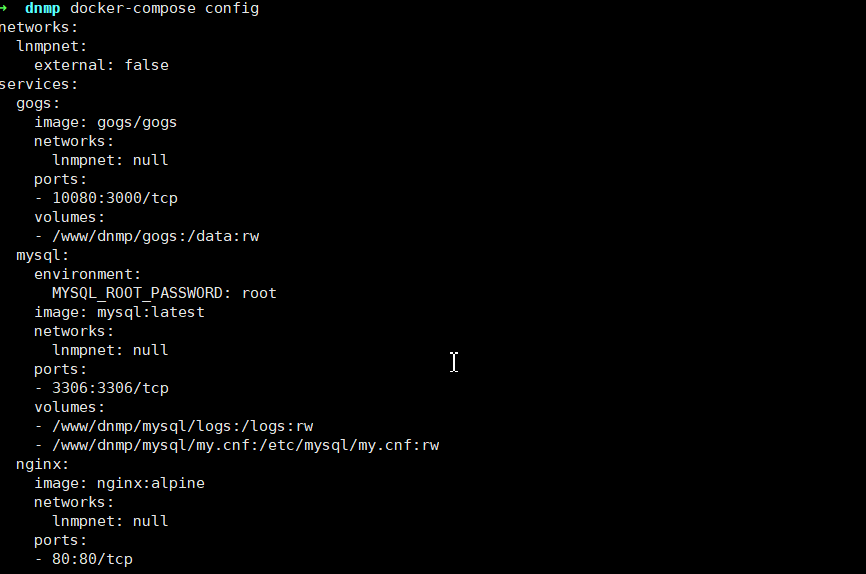 → dnmp docker-compose config
networks:
  lnmpnet:
    external: false
services:
  gogs:
    image: gogs/gogs
    networks:
      lnmpnet: null
    ports:
    - 10080:3000/tcp
    volumes:
    - /www/dnmp/gogs:/data:rw
  mysql:
    environment:
      MYSQL_ROOT_PASSWORD: root
    image: mysql:latest
    networks:
      lnmpnet: null
    ports:
    - 3306:3306/tcp
    volumes:
    - /www/dnmp/mysql/logs:/logs:rw
    - /www/dnmp/mysql/my.cnf:/etc/mysql/my.cnf:rw
  nginx:
    image: nginx:alpine
    networks:
      lnmpnet: null
    ports:
    - 80:80/tcp